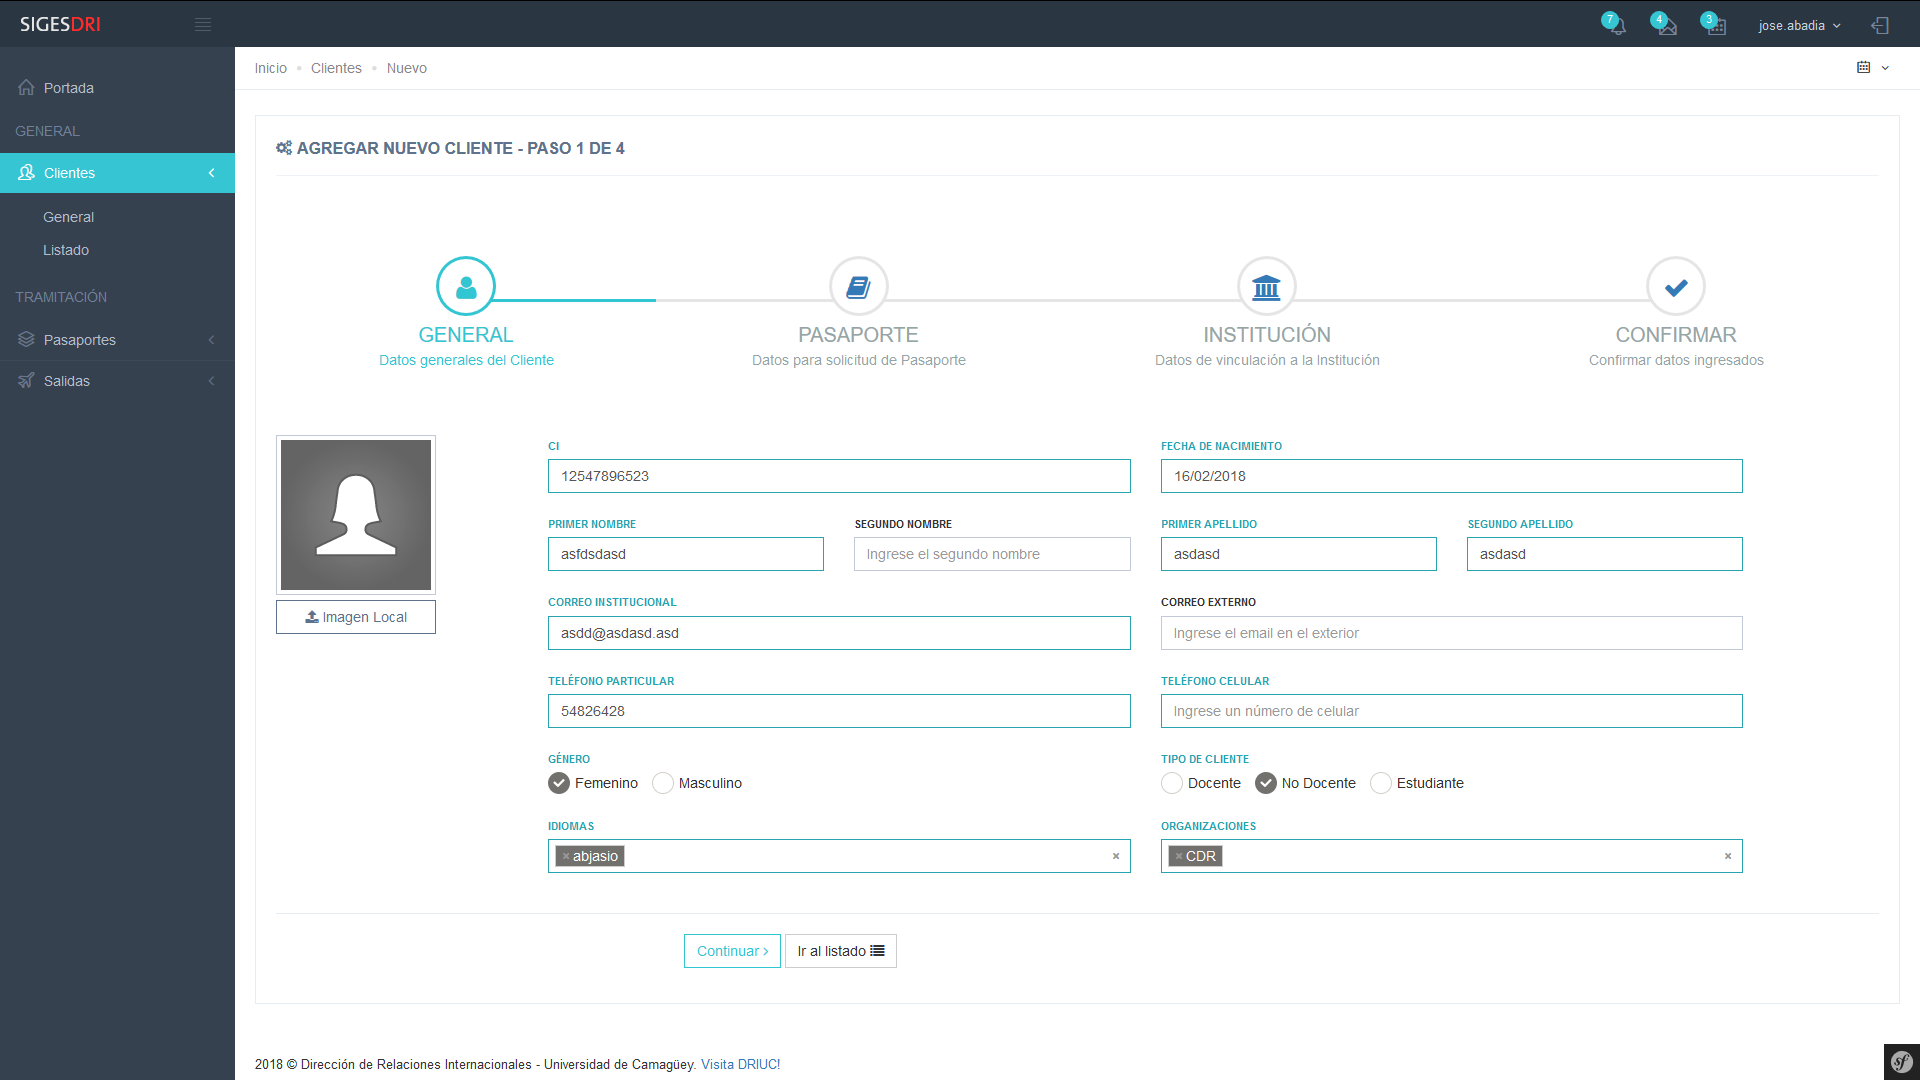 SIGESDRI
7
4
3
jose.abadia
Inicio • Clientes • Nuevo
Portada
GENERAL
Clientes
General
Listado
TRAMITACIÓN
Pasaportes
Salidas
AGREGAR NUEVO CLIENTE - PASO 1 DE 4
GENERAL
Datos generales del Cliente
PASAPORTE
Datos para solicitud de Pasaporte
INSTITUCIÓN
Datos de vinculación a la Institución
CONFIRMAR
Confirmar datos ingresados
Imagen Local
CI
12547896523
FECHA DE NACIMIENTO
16/02/2018
PRIMER NOMBRE
asfdsdasd
SEGUNDO NOMBRE
Ingrese el segundo nombre
PRIMER APELLIDO
asdasd
SEGUNDO APELLIDO
asdasd
CORREO INSTITUCIONAL
asdd@asdasd.asd
CORREO EXTERNO
Ingrese el email en el exterior
TELÉFONO PARTICULAR
54826428
TELÉFONO CELULAR
Ingrese un número de celular
GÉNERO
Femenino Masculino
TIPO DE CLIENTE
Docente No Docente Estudiante
IDIOMAS
× abjasio ×
ORGANIZACIONES
× CDR ×
Continuar
Ir al listado
2018 © Dirección de Relaciones Internacionales - Universidad de Camagüey. Visita DRIUC!
sf